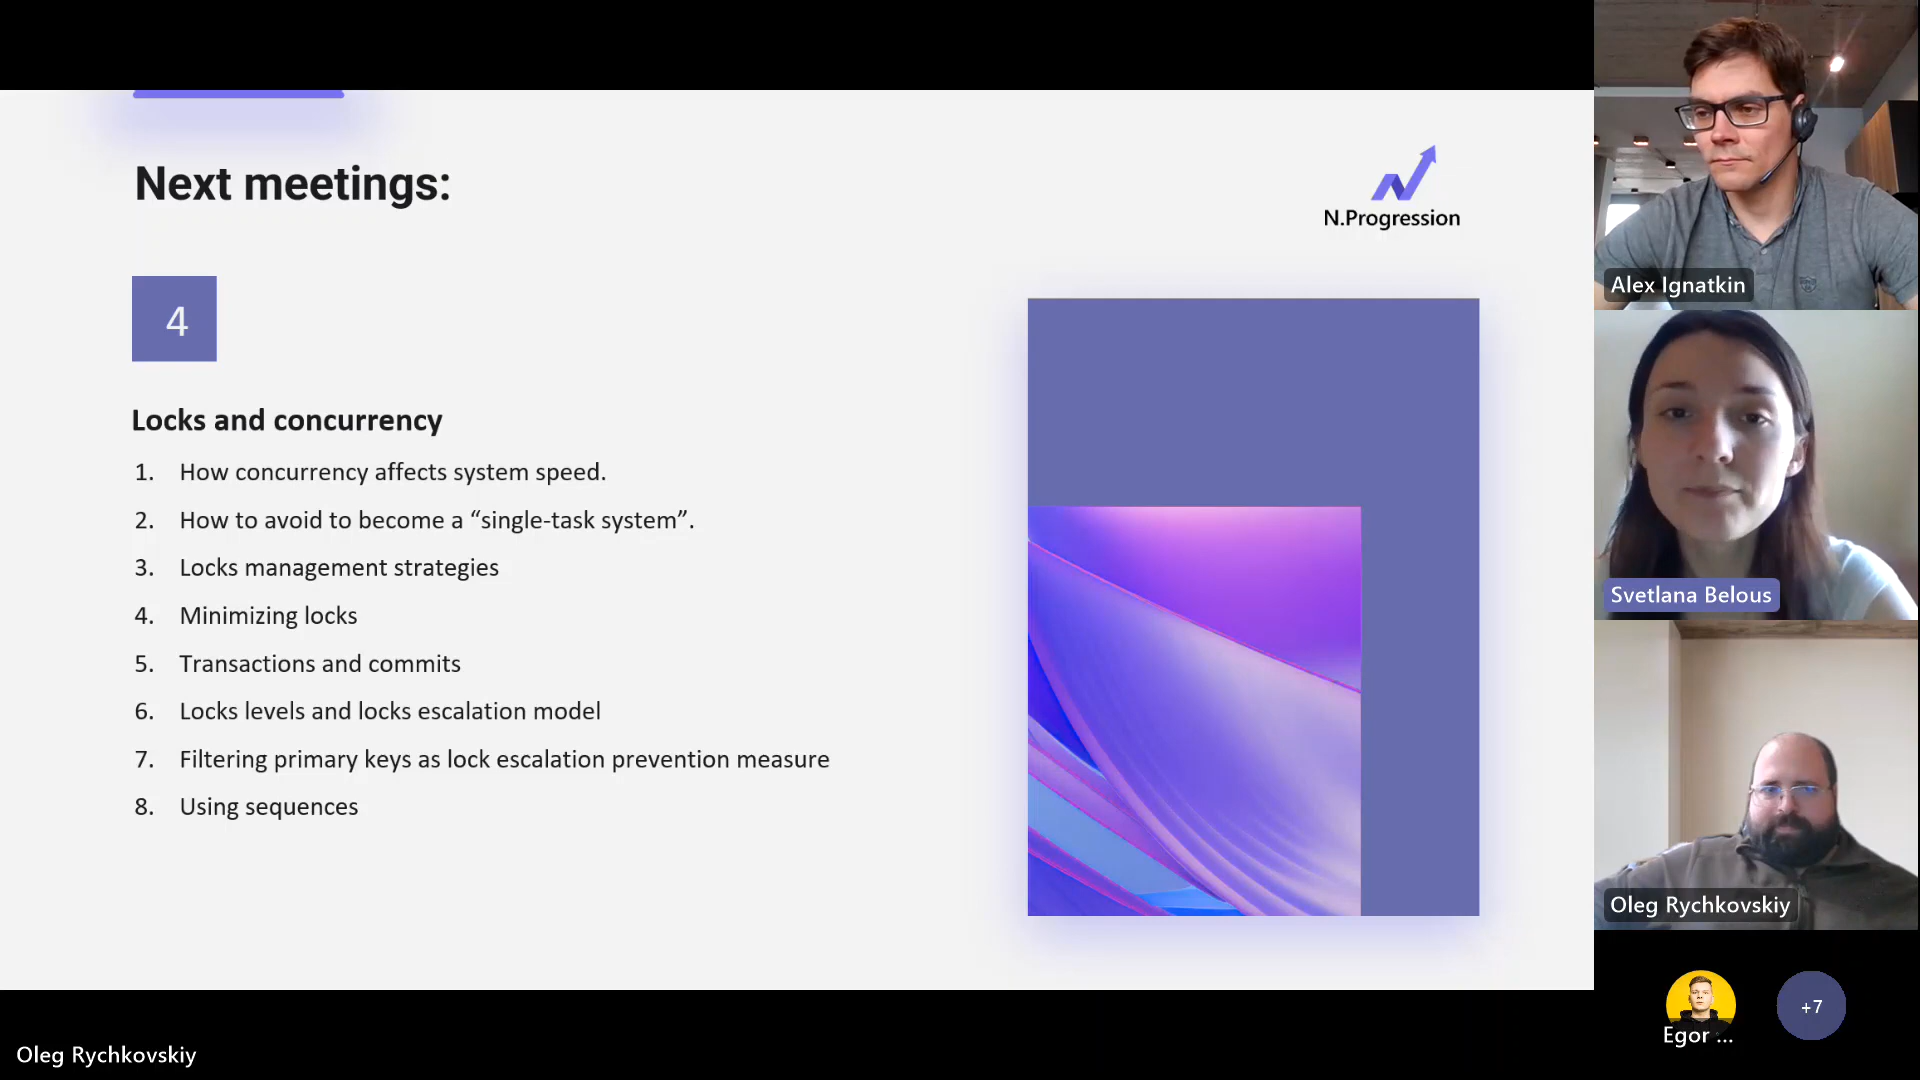 Next meetings:
N.Progression
4
Locks and concurrency
1. How concurrency affects system speed.
2. How to avoid to become a “single-task system”.
3. Locks management strategies
4. Minimizing locks
5. Transactions and commits
6. Locks levels and locks escalation model
7. Filtering primary keys as lock escalation prevention measure
8. Using sequences
Alex Ignatkin
Svetlana Belous
Oleg Rychkovskiy
Egor ...
+7
Oleg Rychkovskiy